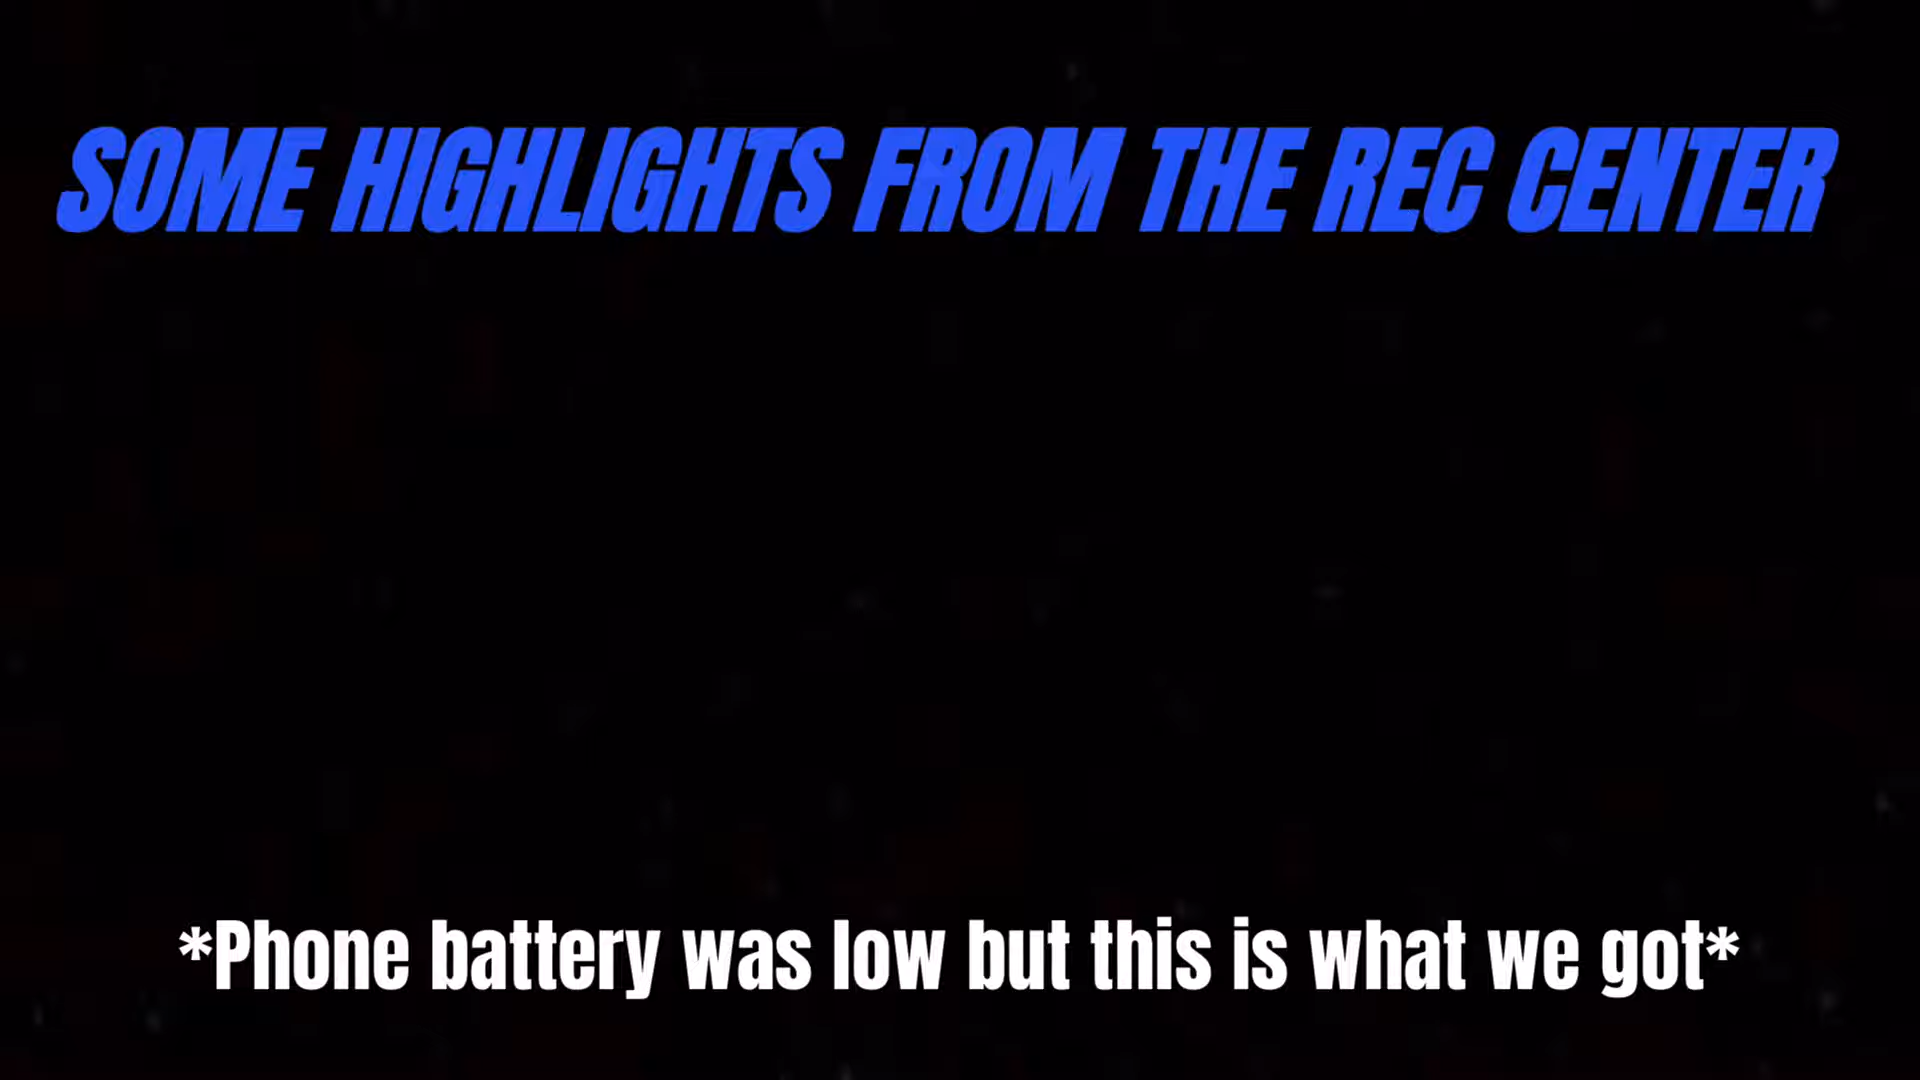 SOME HIGHLIGHTS FROM THE REC CENTER
*Phone battery was low but this is what we got*